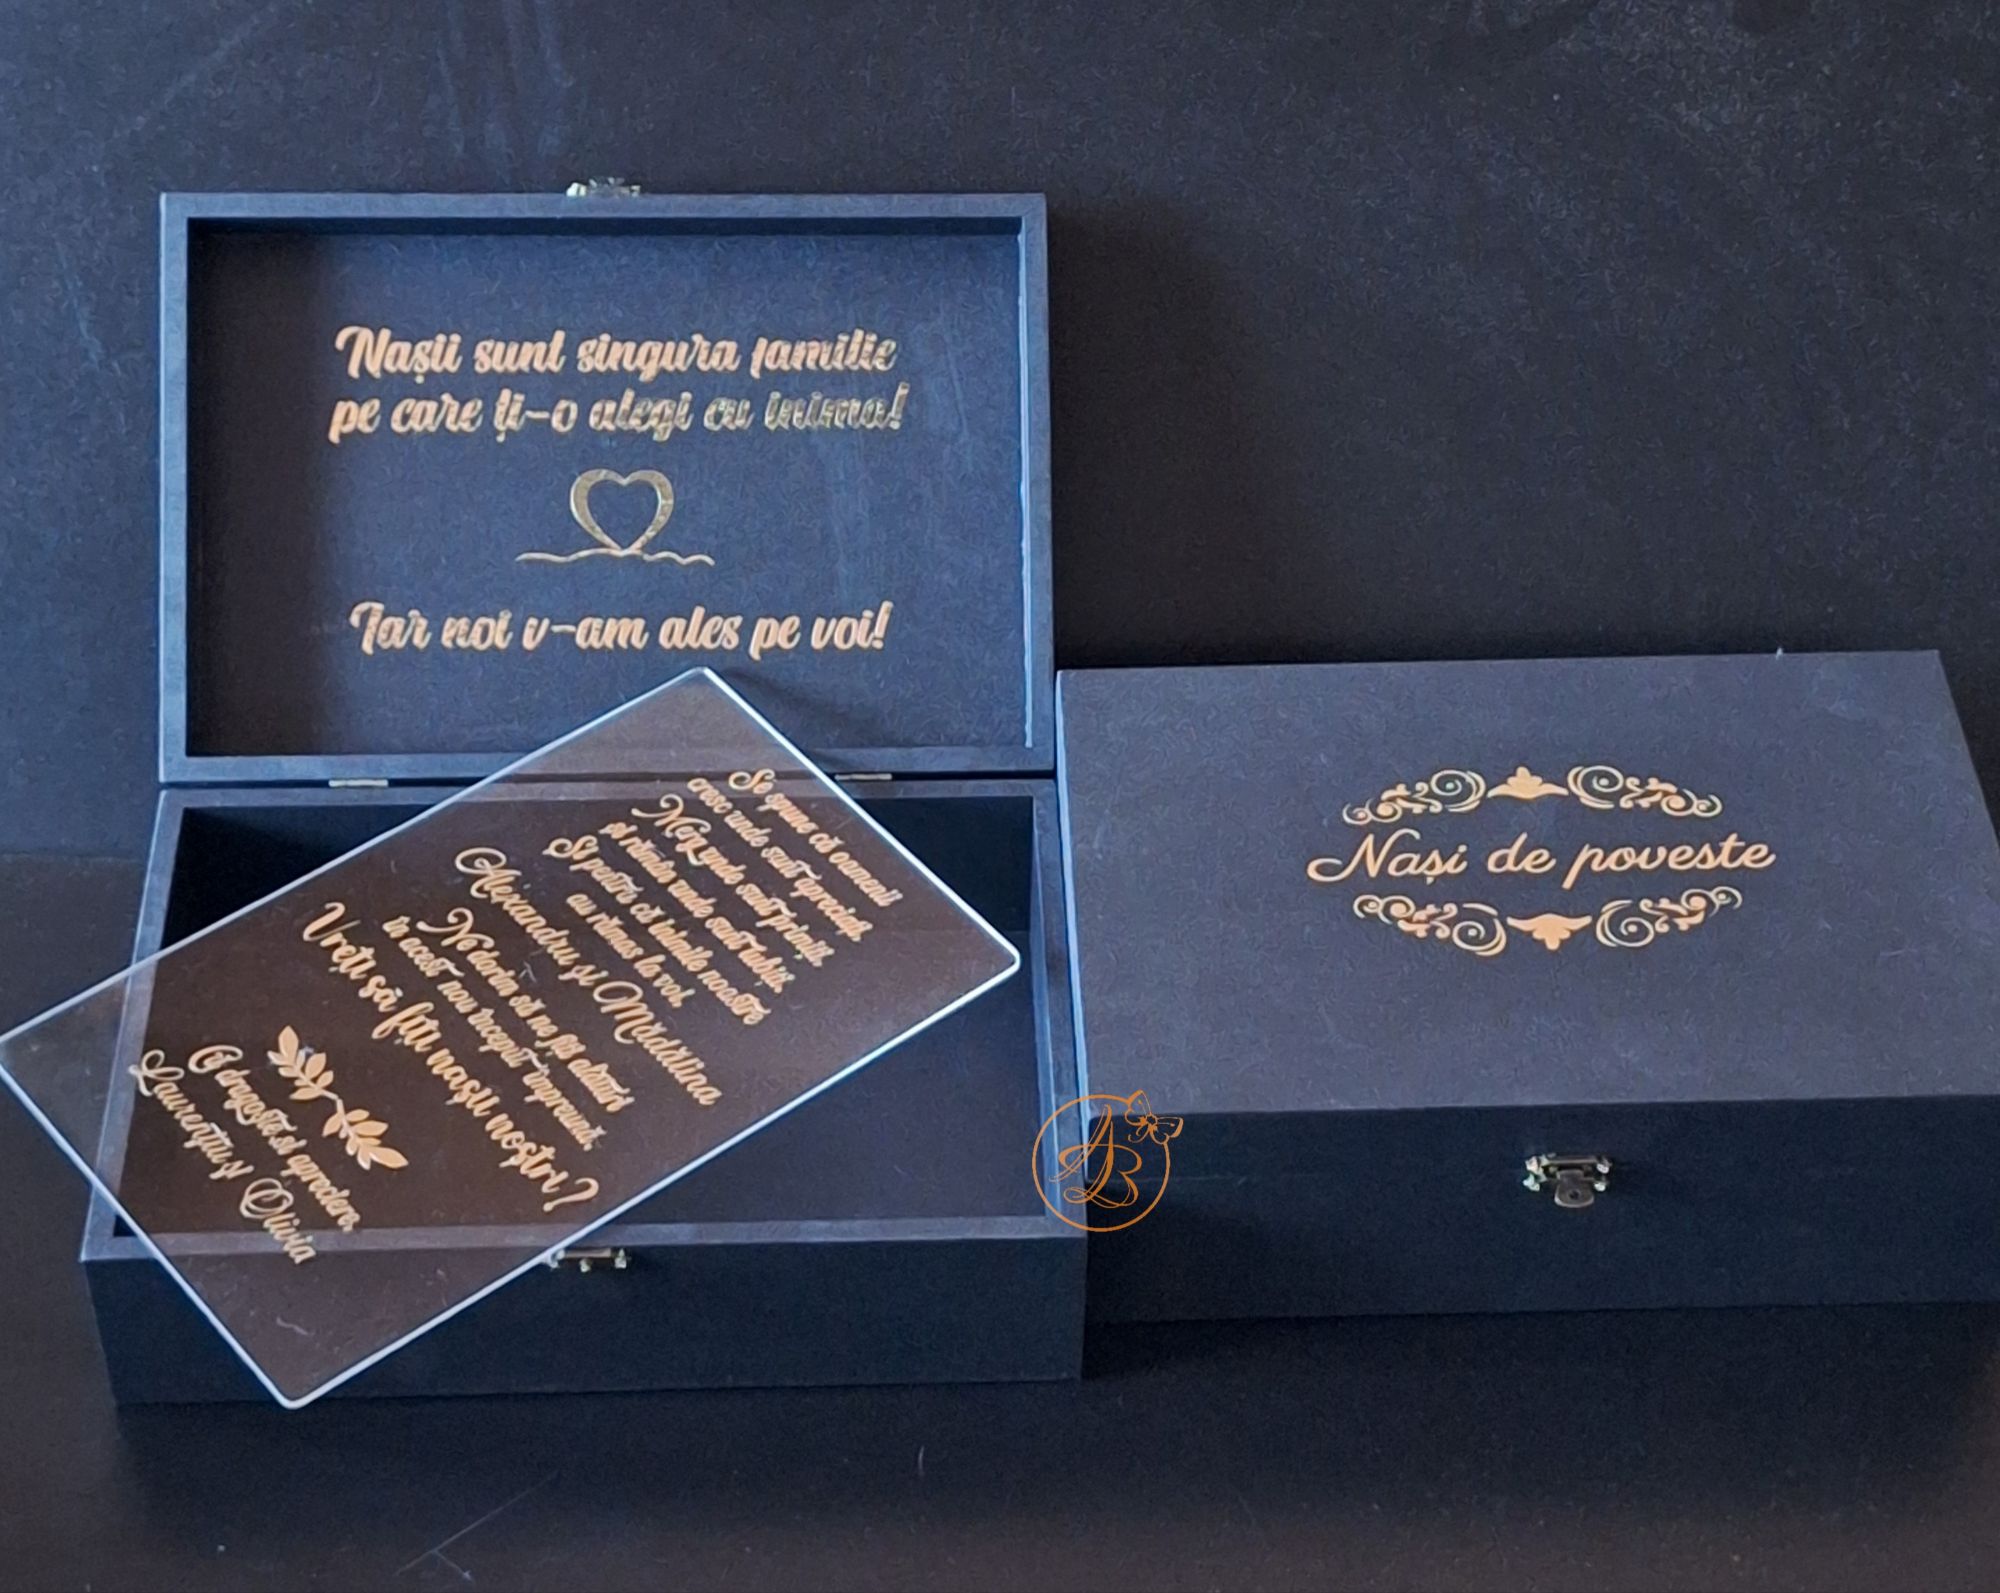 Nașii sunt singura familie
pe care ți-o alegi cu inima!
Iar noi v-am ales pe voi!
Se spune că oamenii
cresc unde sunt apreciați,
Merg unde sunt primiți,
și rămân unde sunt iubiți.
Și pentru că inimile noastre
au rămas la voi,
Alexandru și Mădălina
Ne dorim să ne fiți alături
în acest nou început împreună.
Vreți să fiți nașii noștri?
Cu dragoste și apreciere,
Laurențiu și Olivia
Nași de poveste
AB